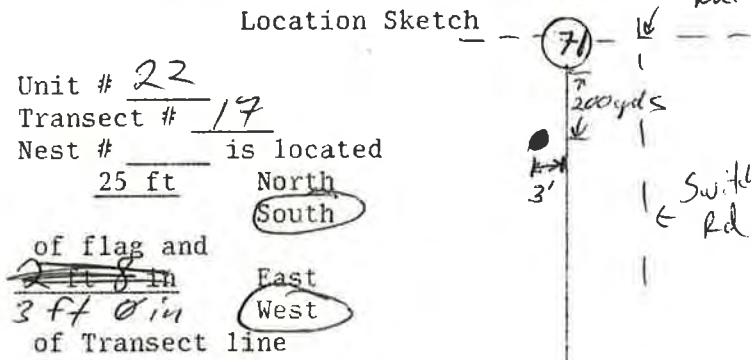 Location Sketch
Unit # 22
Transect # 17
Nest # ______ is located
25 ft North
South
of flag and
2 ft 8 in East
3 ft 0 in West
of Transect line
71
200 yds
3'
Rd